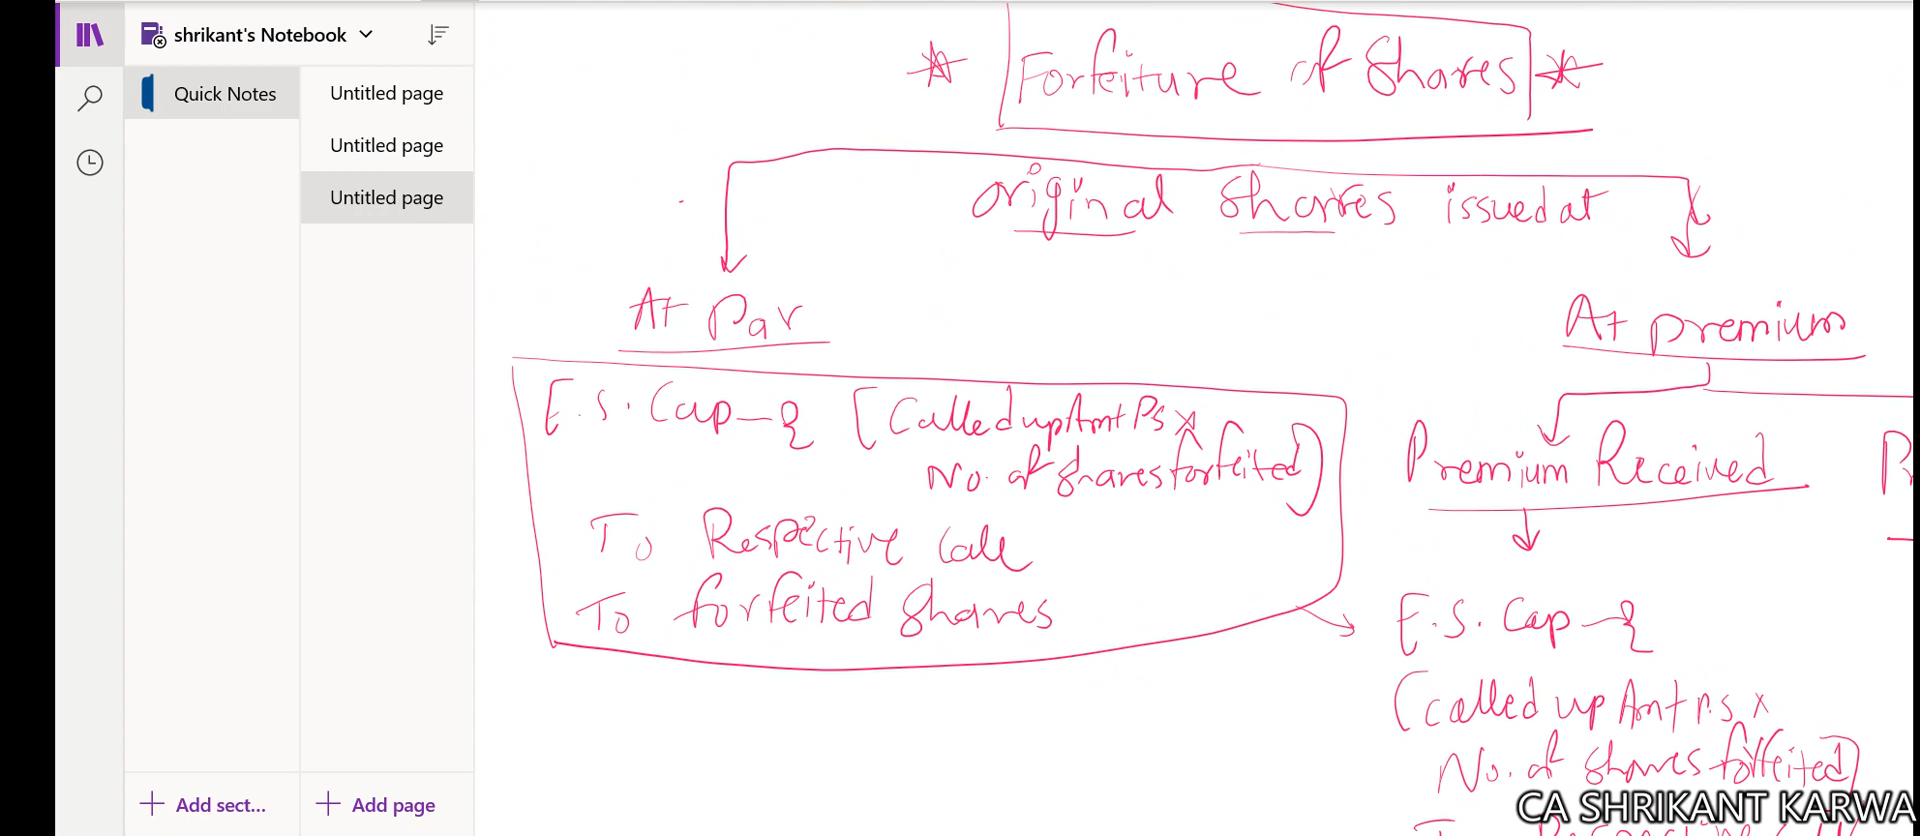 shrikant's Notebook
Quick Notes
Untitled page
Untitled page
Untitled page
Add sect...
Add page
Forfeiture of Shares
original shares issued at
At Par
E.S. Cap - [Called up Amt PS x
No. of shares forfeited)
To Respective Call
To forfeited shares
At premium
Premium Received
E.S. Cap -
(called up Amt P.S x
No. of shares forfeited)
CA SHRIKANT KARWA